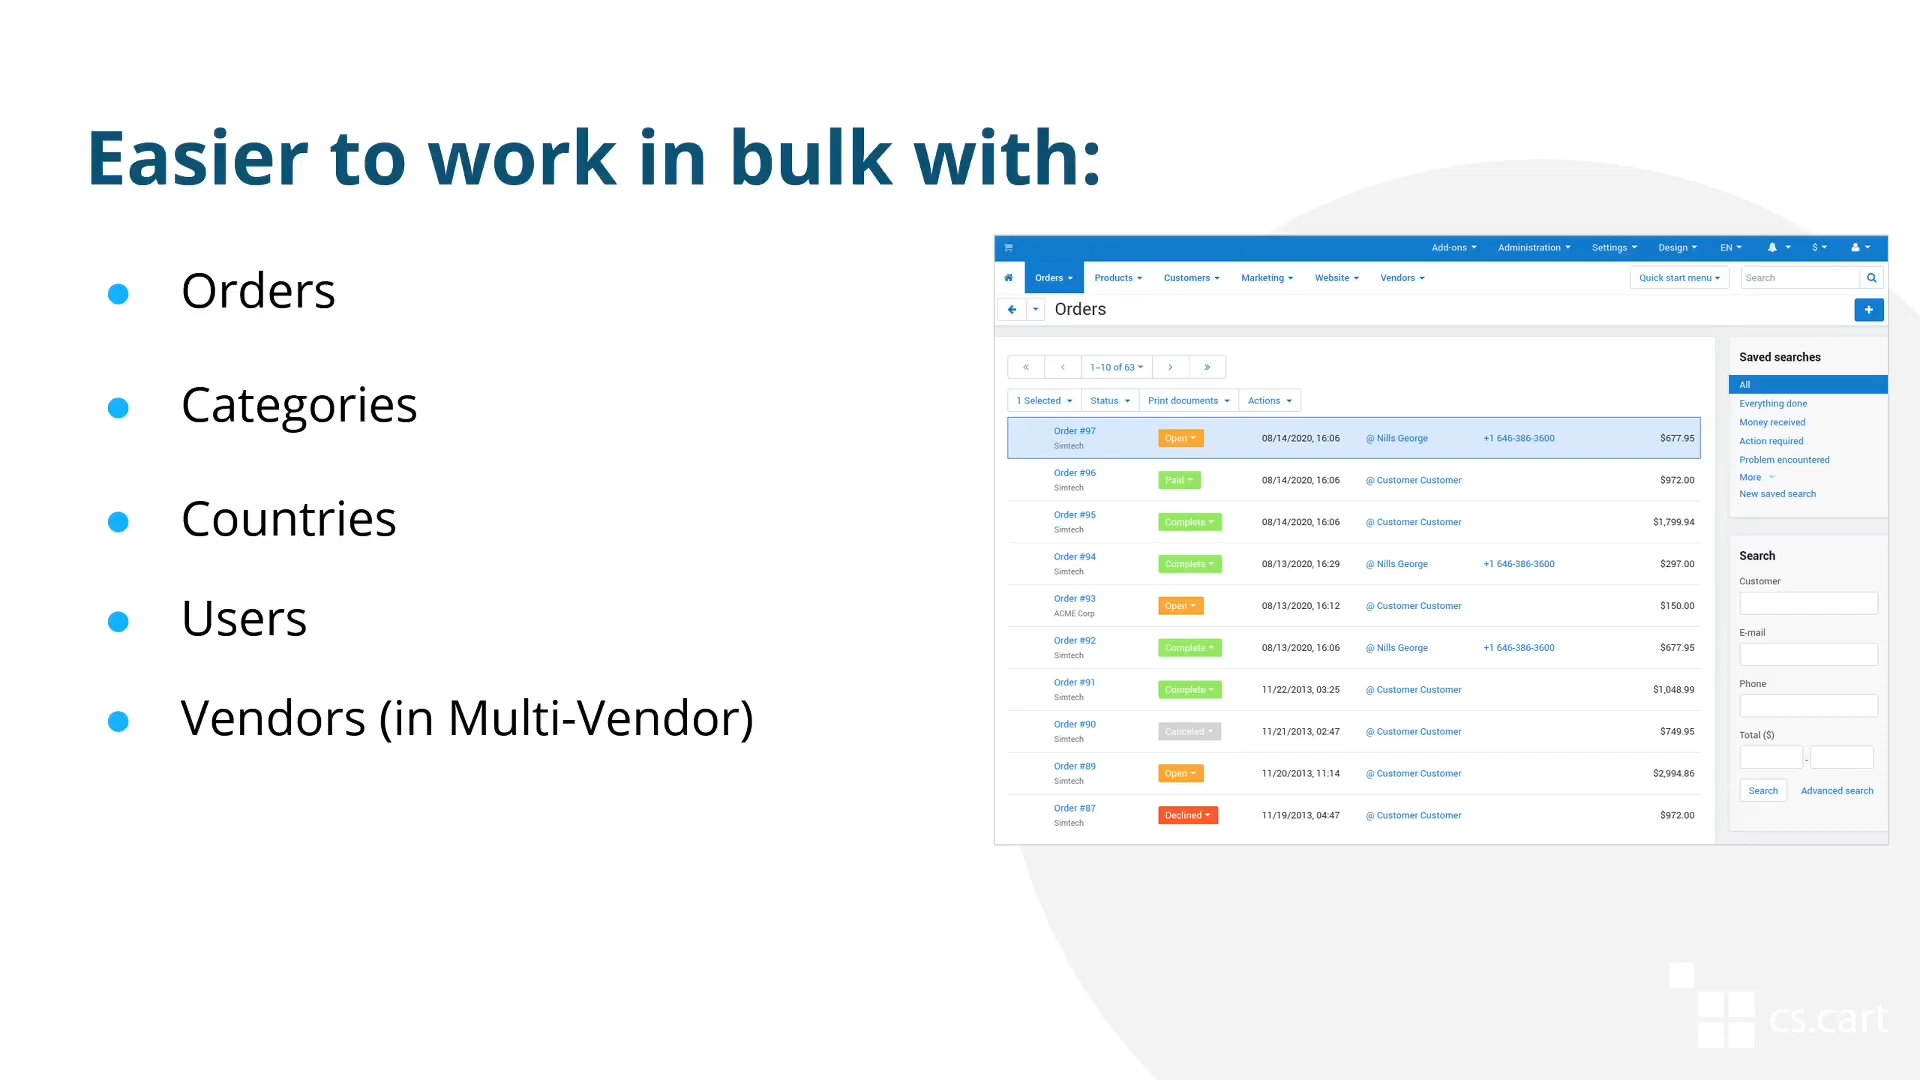 Easier to work in bulk with:
Orders
Categories
Countries
Users
Vendors (in Multi-Vendor)
Add-ons Administration Settings Design EN $
Orders Products Customers Marketing Website Vendors Quick start menu Search
Orders
« ‹ 1–10 of 63 › »
1 Selected Status Print documents Actions
Order #97 Open 08/14/2020, 16:06 @ Nills George +1 646-386-3600 $677.95
Simtech
Order #96 Paid 08/14/2020, 16:06 @ Customer Customer $972.00
Simtech
Order #95 Complete 08/14/2020, 16:06 @ Customer Customer $1,799.94
Simtech
Order #94 Complete 08/13/2020, 16:29 @ Nills George +1 646-386-3600 $297.00
Simtech
Order #93 Open 08/13/2020, 16:12 @ Customer Customer $150.00
ACME Corp
Order #92 Complete 08/13/2020, 16:06 @ Nills George +1 646-386-3600 $677.95
Simtech
Order #91 Complete 11/22/2013, 03:25 @ Customer Customer $1,048.99
Simtech
Order #90 Canceled 11/21/2013, 02:47 @ Customer Customer $749.95
Simtech
Order #89 Open 11/20/2013, 11:14 @ Customer Customer $2,994.86
Simtech
Order #87 Declined 11/19/2013, 04:47 @ Customer Customer $972.00
Simtech
Saved searches
All
Everything done
Money received
Action required
Problem encountered
More
New saved search
Search
Customer
E-mail
Phone
Total ($)
-
Search Advanced search
cs.cart